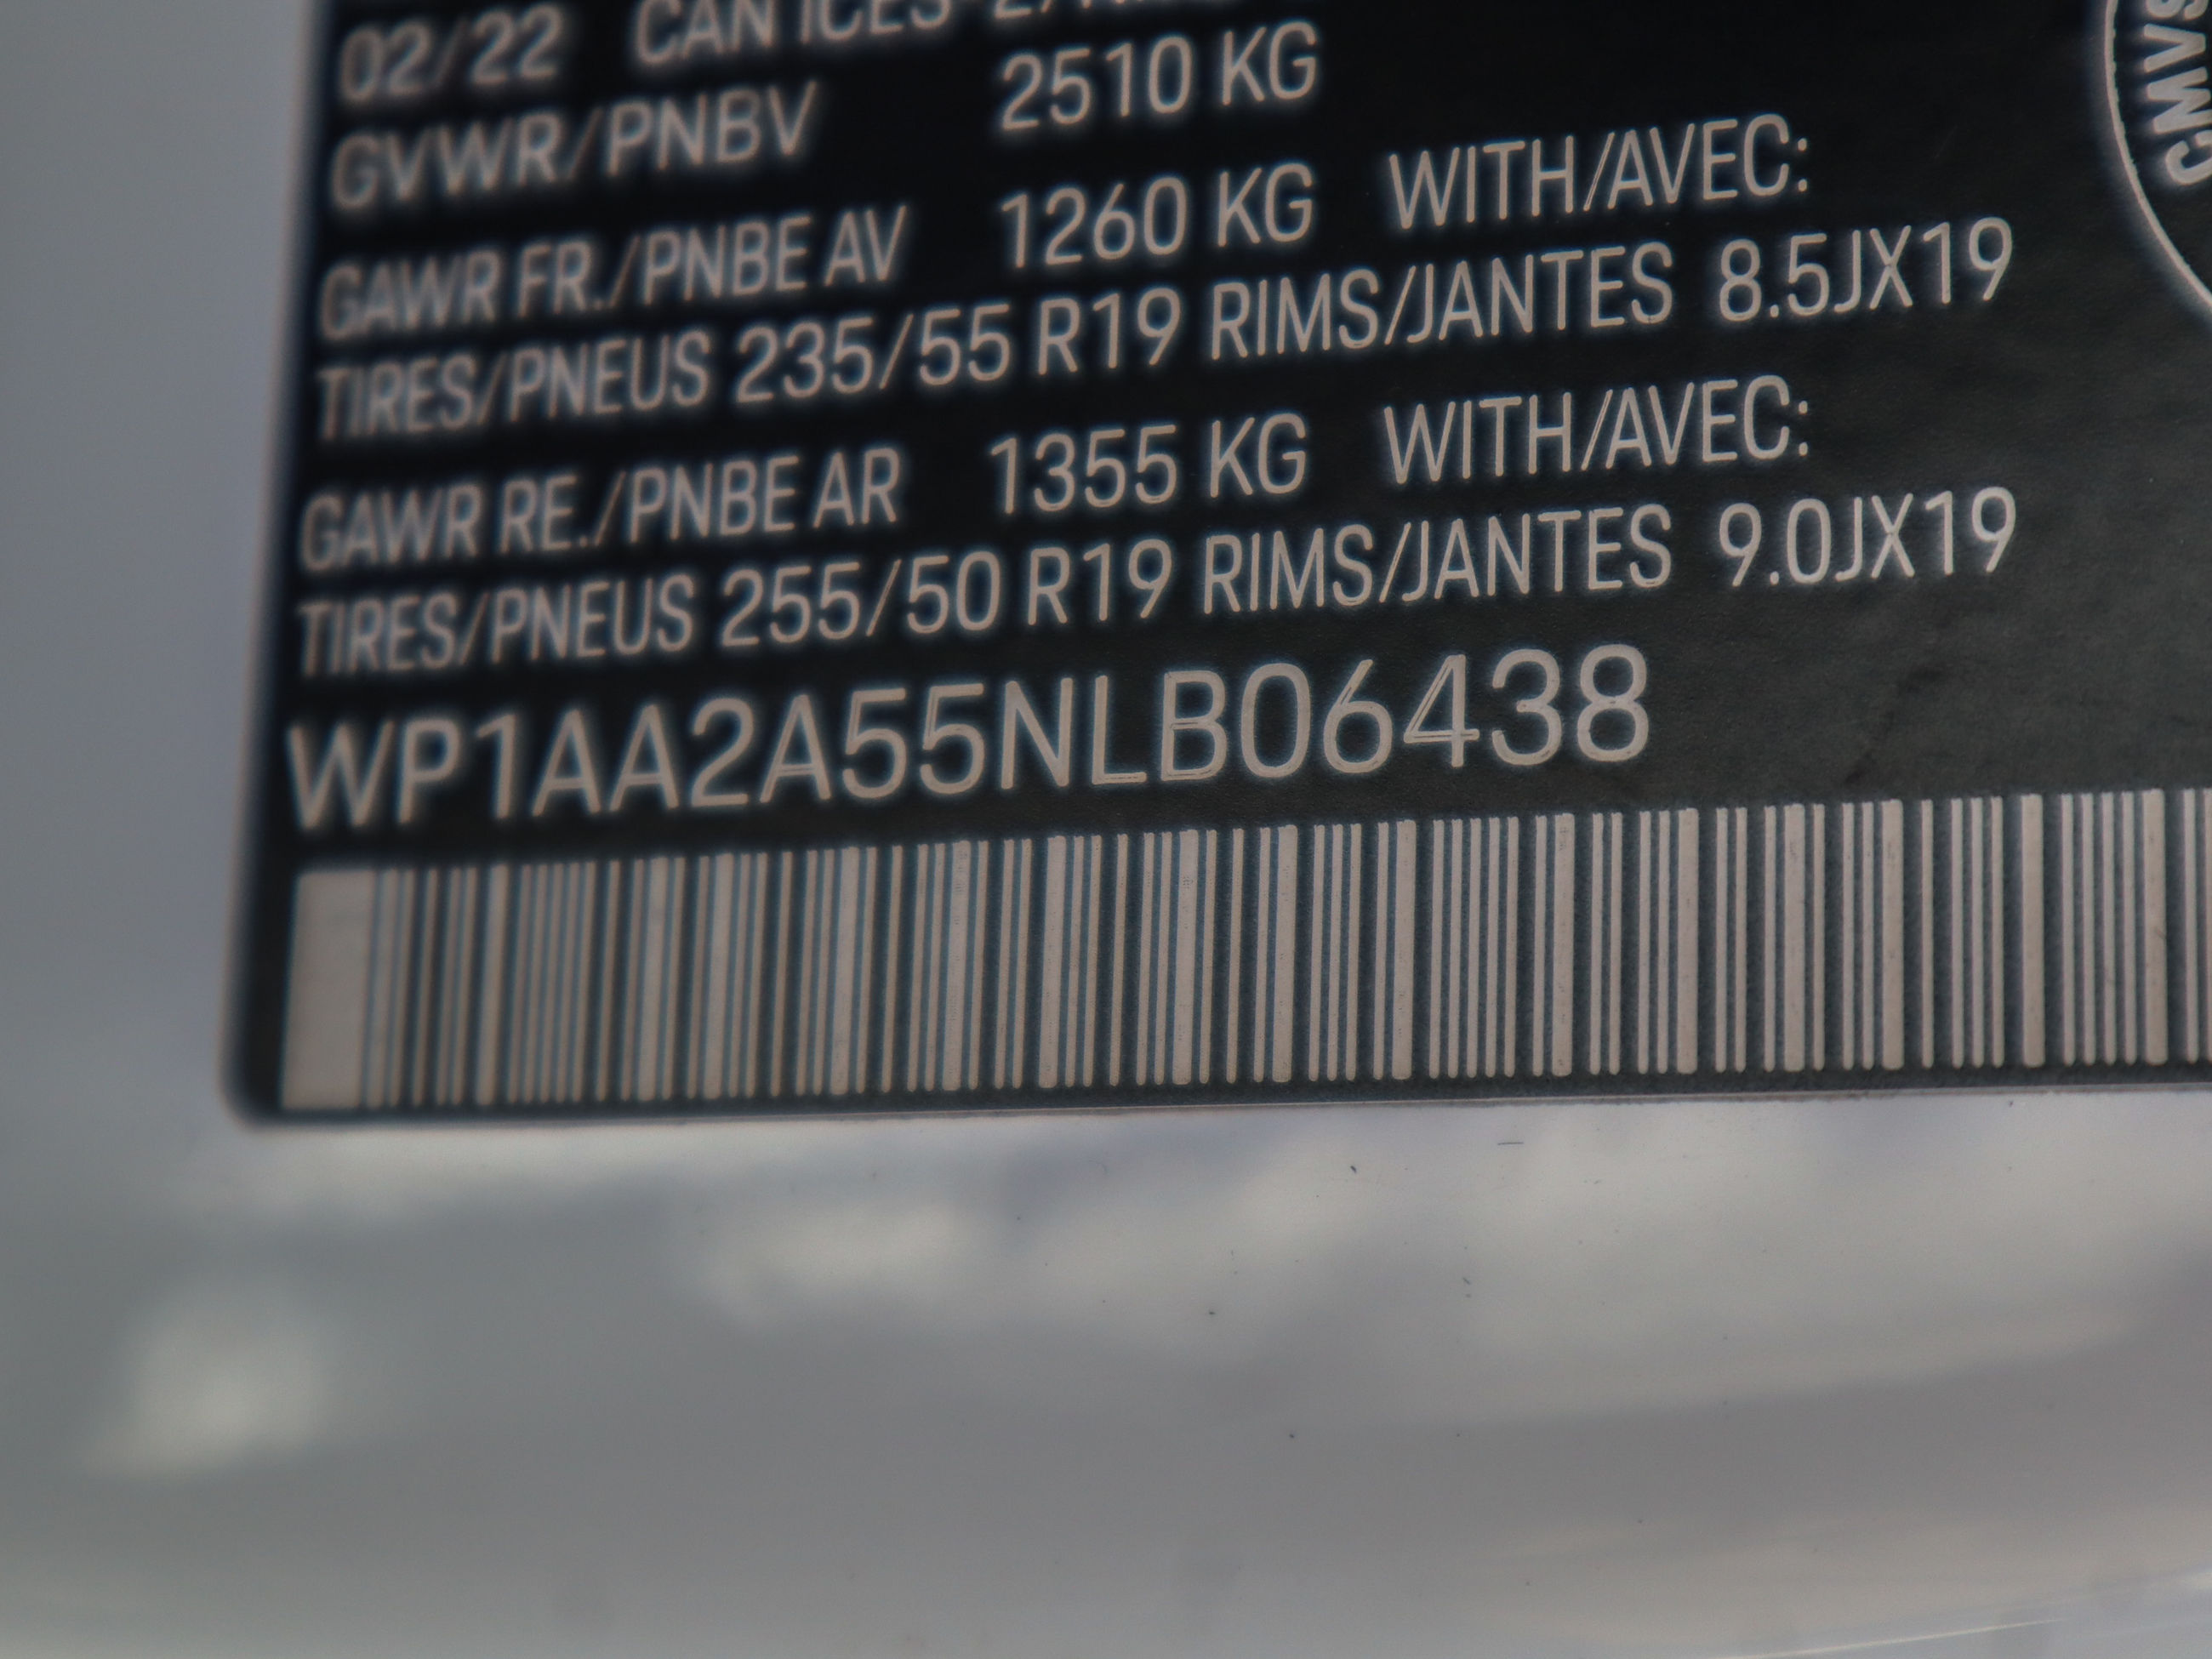 02/22 CAN ICES-2/
GVWR/PNBV 2510 KG
GAWR FR./PNBE AV 1260 KG WITH/AVEC:
TIRES/PNEUS 235/55 R19 RIMS/JANTES 8.5JX19
GAWR RE./PNBE AR 1355 KG WITH/AVEC:
TIRES/PNEUS 255/50 R19 RIMS/JANTES 9.0JX19
WP1AA2A55NLB06438
CMVS